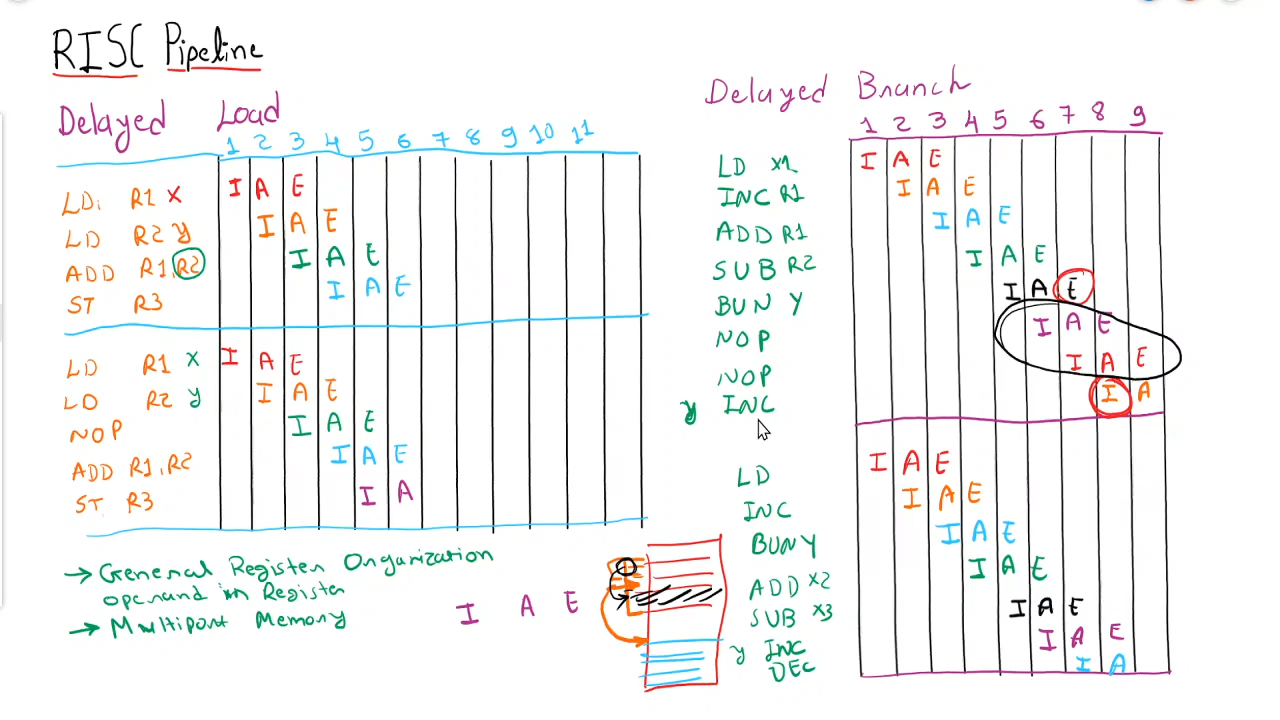 RISC Pipeline
Delayed Load
1 2 3 4 5 6 7 8 9 10 11
LD: R1 X I A E
LD R2 y I A E
ADD R1, R2 I A E
ST R3 I A E
LD R1 X I A E
LD R2 y I A E
NOP I A E
ADD R1, R2 I A E
ST R3 I A
→ General Register Organization
operand in Register
→ Multiport Memory
I A E
Delayed Branch
1 2 3 4 5 6 7 8 9
LD X1 I A E
INC R1 I A E
ADD R1 I A E
SUB R2 I A E
BUN Y I A E
NOP I A E
NOP I A E
y INC I A
LD I A E
INC I A E
BUN Y I A E
ADD X2 I A E
SUB X3 I A E
y INC I A E
DEC I A